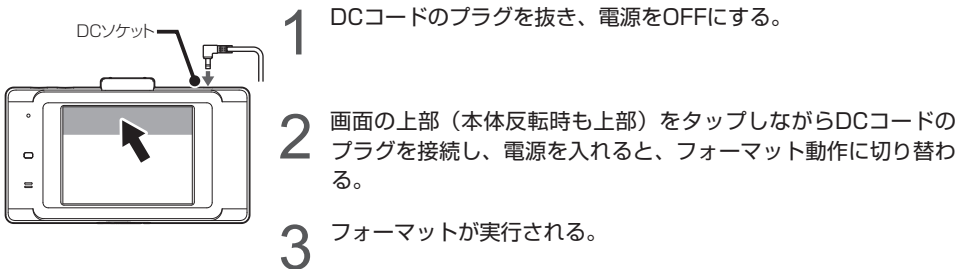 DCソケット
1 DCコードのプラグを抜き、電源をOFFにする。
2 画面の上部（本体反転時も上部）をタップしながらDCコードの
プラグを接続し、電源を入れると、フォーマット動作に切り替わ
る。
3 フォーマットが実行される。